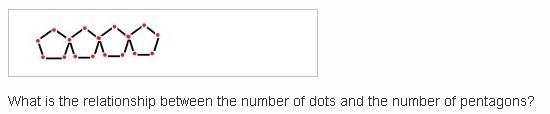 What is the relationship between the number of dots and the number of pentagons?